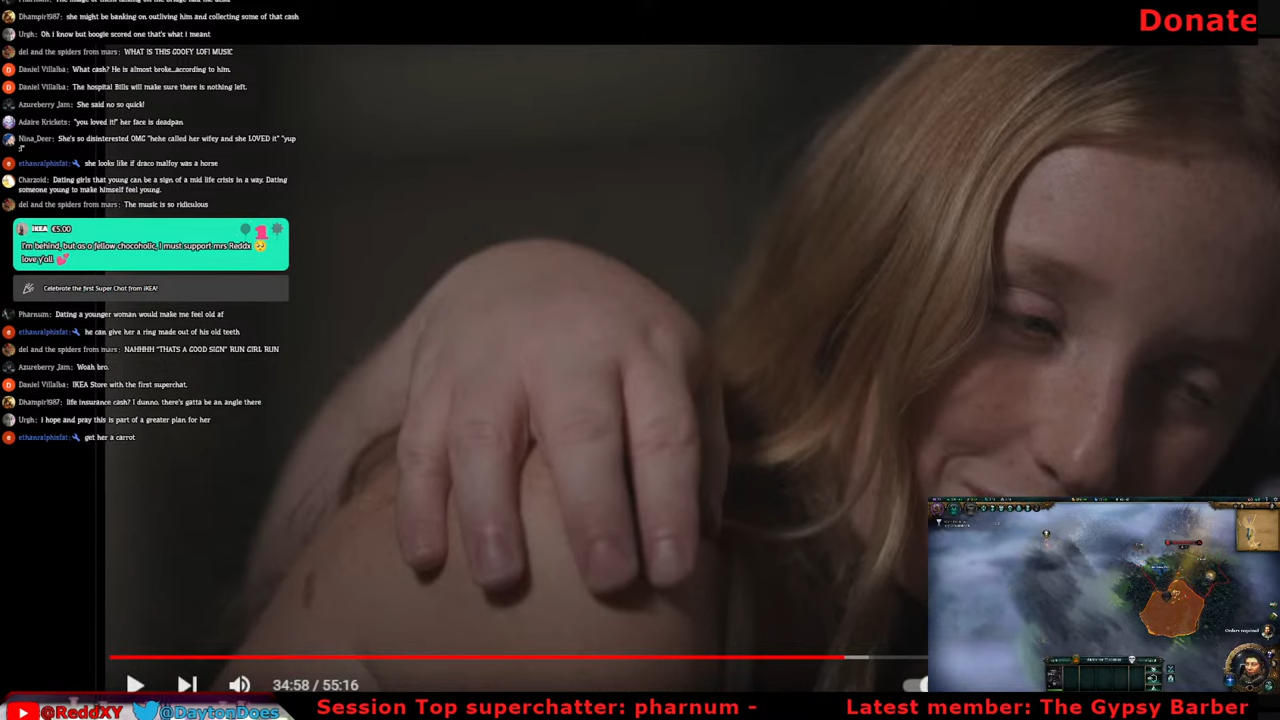 Dhampir1987: she might be banking on outliving him and collecting some of that cash
Urgh: Oh i know but boogie scored one that's what i meant
del and the spiders from mars: WHAT IS THIS GOOFY LOFI MUSIC
Daniel Villalba: What cash? He is almost broke...according to him.
Daniel Villalba: The hospital Bills will make sure there is nothing left.
Azureberry Jam: She said no so quick!
Adaire Krickets: "you loved it!" her face is deadpan
Nina_Deer: She's so disinterested OMG "hehe called her wifey and she LOVED it" "yup
:I"
ethanralphisfat: she looks like if draco malfoy was a horse
Charzoid: Dating girls that young can be a sign of a mid life crisis in a way. Dating
someone young to make himself feel young.
del and the spiders from mars: The music is so ridiculous
IKEA €5.00
I'm behind, but as a fellow chocoholic, I must support mrs Reddx 🥺
love y'all 💕
Celebrate the first Super Chat from iKEA!
Pharnum: Dating a younger woman would make me feel old af
ethanralphisfat: he can give her a ring made out of his old teeth
del and the spiders from mars: NAHHHH "THATS A GOOD SIGN" RUN GIRL RUN
Azureberry Jam: Woah bro.
Daniel Villalba: IKEA Store with the first superchat.
Dhampir1987: life insurance cash? I dunno, there's gatta be an angle there
Urgh: i hope and pray this is part of a greater plan for her
ethanralphisfat: get her a carrot
Donate
Orders required
34:58 / 55:16
@ReddXY @DaytonDoes Session Top superchatter: pharnum - Latest member: The Gypsy Barber